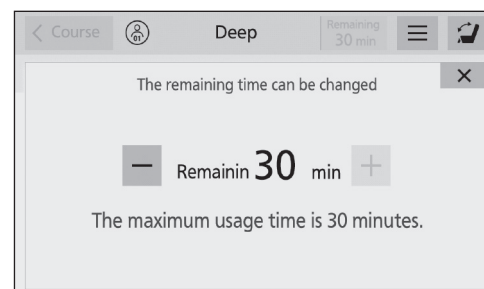 < Course 01 Deep Remaining
30 min
The remaining time can be changed ×
− Remainin 30 min +
The maximum usage time is 30 minutes.